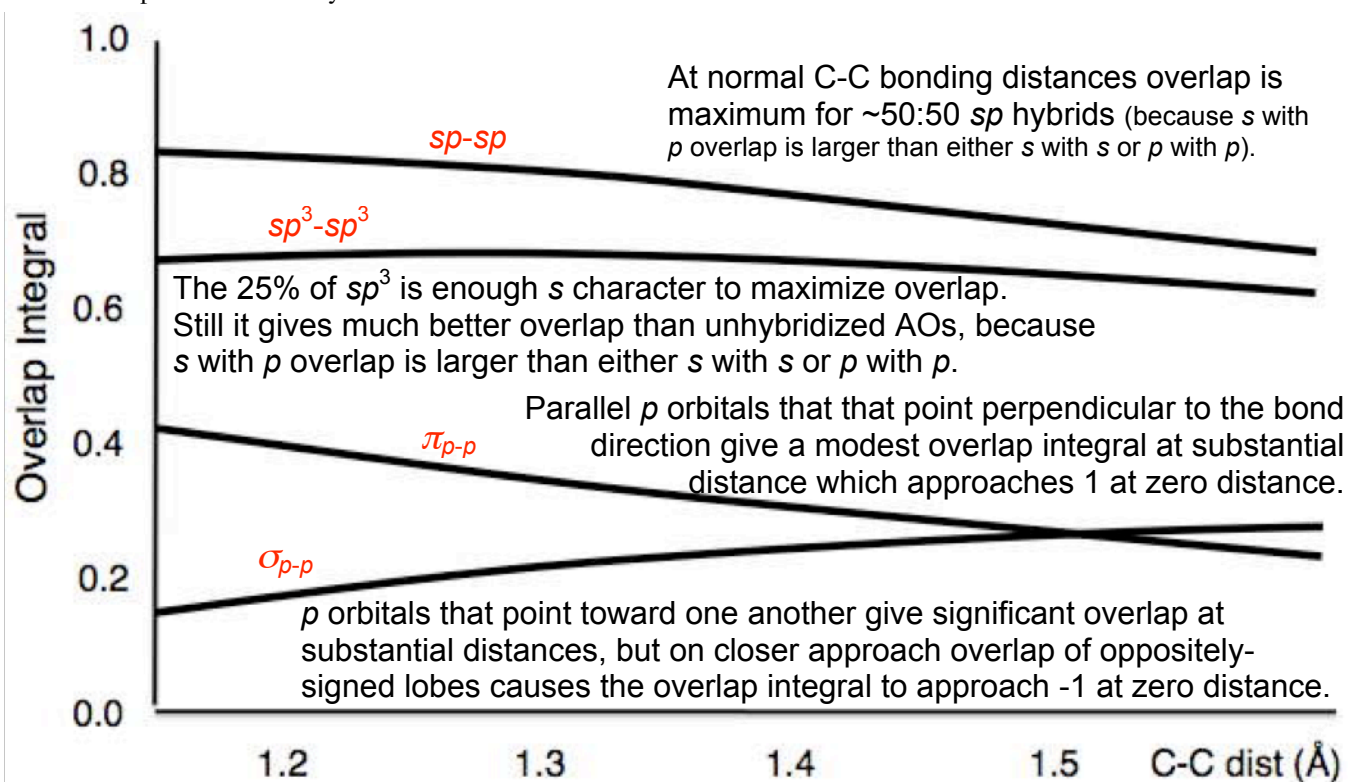 1.0
At normal C-C bonding distances overlap is
maximum for ~50:50 sp hybrids (because s with
p overlap is larger than either s with s or p with p).
sp-sp
0.8
sp³-sp³
The 25% of sp³ is enough s character to maximize overlap.
Still it gives much better overlap than unhybridized AOs, because
s with p overlap is larger than either s with s or p with p.
0.6
Overlap Integral
Parallel p orbitals that that point perpendicular to the bond
direction give a modest overlap integral at substantial
distance which approaches 1 at zero distance.
0.4
πp-p
σp-p
0.2
p orbitals that point toward one another give significant overlap at
substantial distances, but on closer approach overlap of oppositely-
signed lobes causes the overlap integral to approach -1 at zero distance.
0.0
1.2 1.3 1.4 1.5 C-C dist (Å)